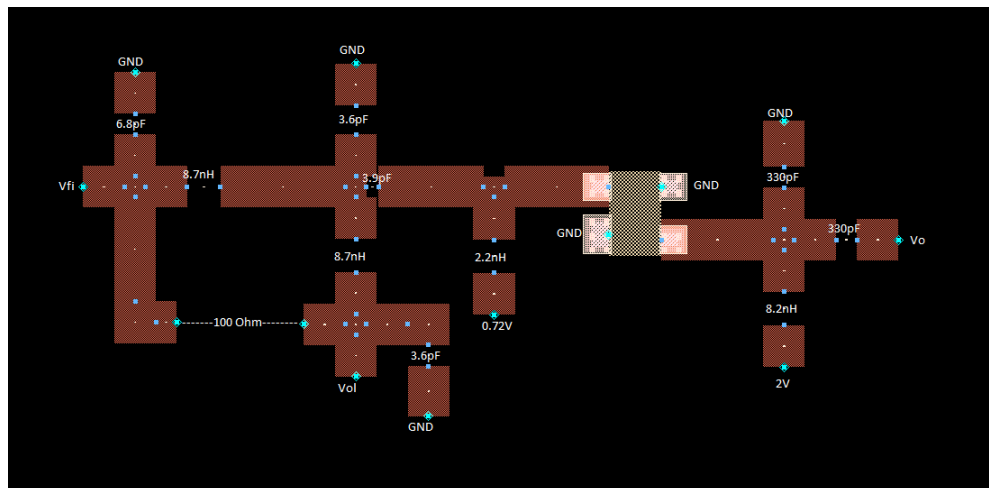 GND
GND
6.8pF
3.6pF
GND
Vfi
8.7nH
3.9pF
GND
330pF
GND
330pF
Vo
8.7nH
2.2nH
8.2nH
100 Ohm
0.72V
3.6pF
Vol
2V
GND